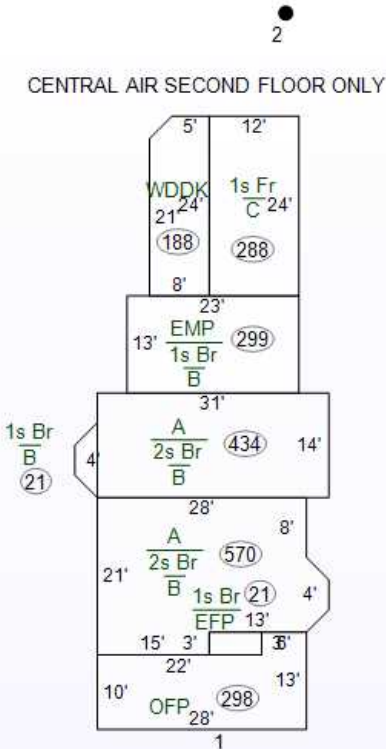 2
CENTRAL AIR SECOND FLOOR ONLY
5' 12'
WDDK 1s Fr
21' 24' C 24'
188 288
8'
23'
13' EMP 299
1s Br
B
31'
1s Br
B
21
4'
A
2s Br
B
434 14'
28'
8'
A
2s Br
B
570
21'
1s Br
EFP
21 4'
13'
15' 3' 3' 6'
22'
10' 13'
OFP 298
28'
1